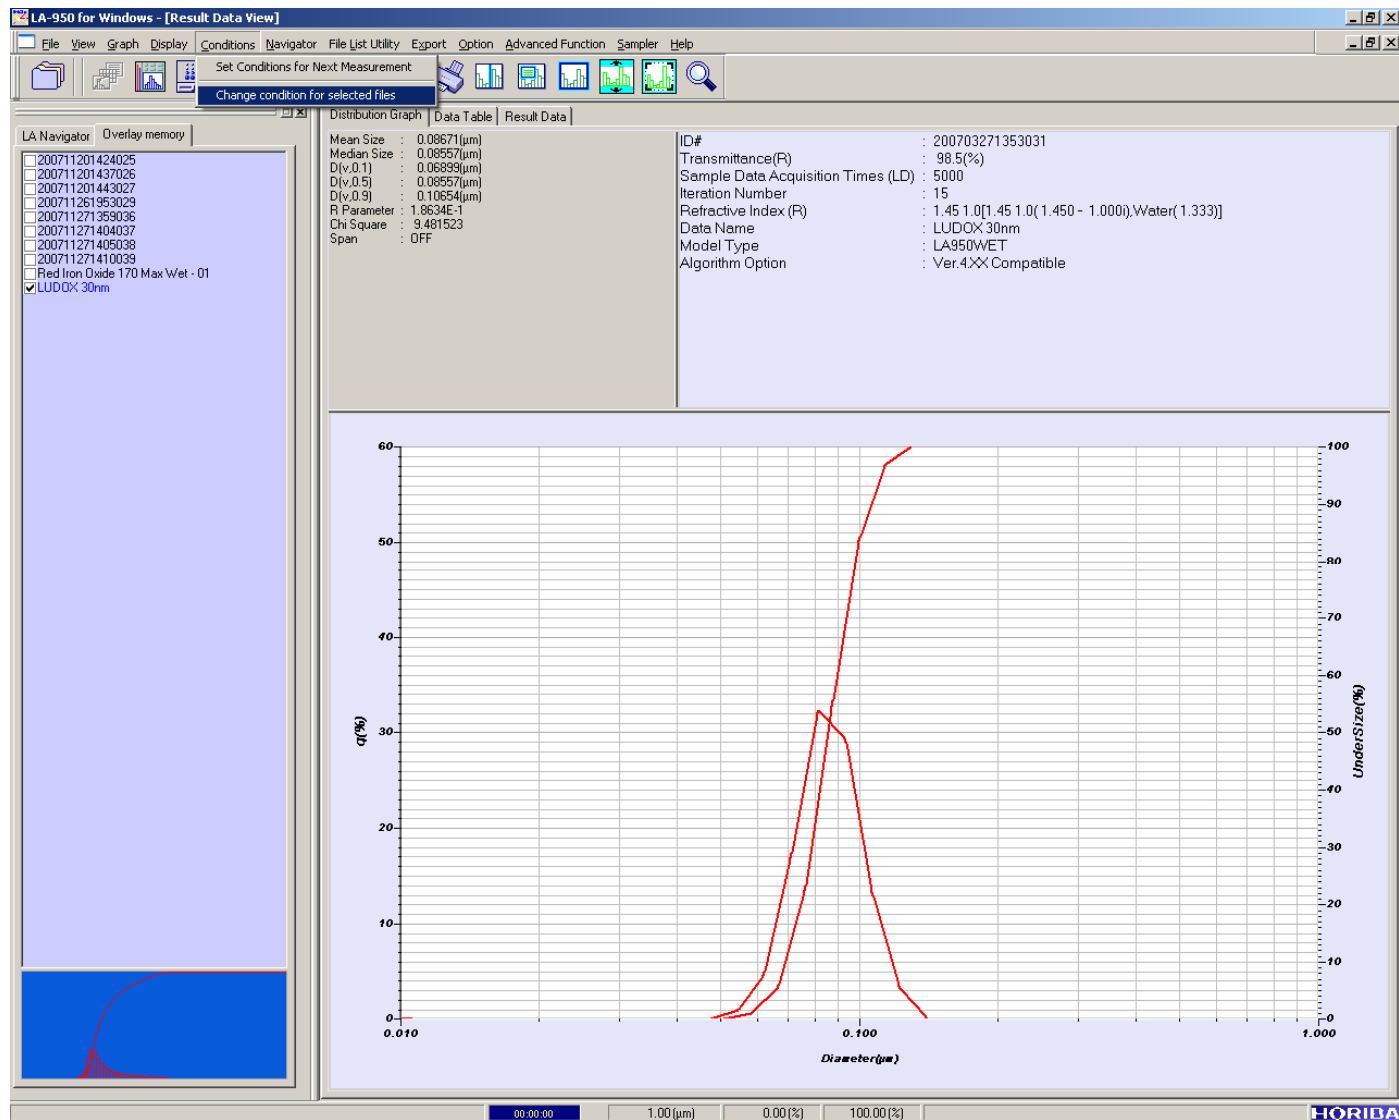 LA-950 for Windows - [Result Data View]
File View Graph Display Conditions Navigator File List Utility Export Option Advanced Function Sampler Help
Set Conditions for Next Measurement
Change condition for selected files
LA Navigator Overlay memory
200711201424025
200711201437026
200711201443027
200711261953029
200711271359036
200711271404037
200711271405038
200711271410039
Red Iron Oxide 170 Max Wet - 01
LUDOX 30nm
Distribution Graph Data Table Result Data
Mean Size : 0.08671(µm)
Median Size : 0.08557(µm)
D(v,0.1) : 0.06899(µm)
D(v,0.5) : 0.08557(µm)
D(v,0.9) : 0.10654(µm)
R Parameter : 1.8634E-1
Chi Square : 9.481523
Span : OFF
ID# : 200703271353031
Transmittance(R) : 98.5(%)
Sample Data Acquisition Times (LD) : 5000
Iteration Number : 15
Refractive Index (R) : 1.45 1.0[1.45 1.0( 1.450 - 1.000i),Water( 1.333)]
Data Name : LUDOX 30nm
Model Type : LA950WET
Algorithm Option : Ver.4.XX Compatible
60
50
40
30
20
10
0
q(%)
100
90
80
70
60
50
40
30
20
10
0
UnderSize(%)
0.010 0.100 1.000
Diameter(µm)
00:00:00 1.00 (µm) 0.00 (%) 100.00 (%) HORIBA